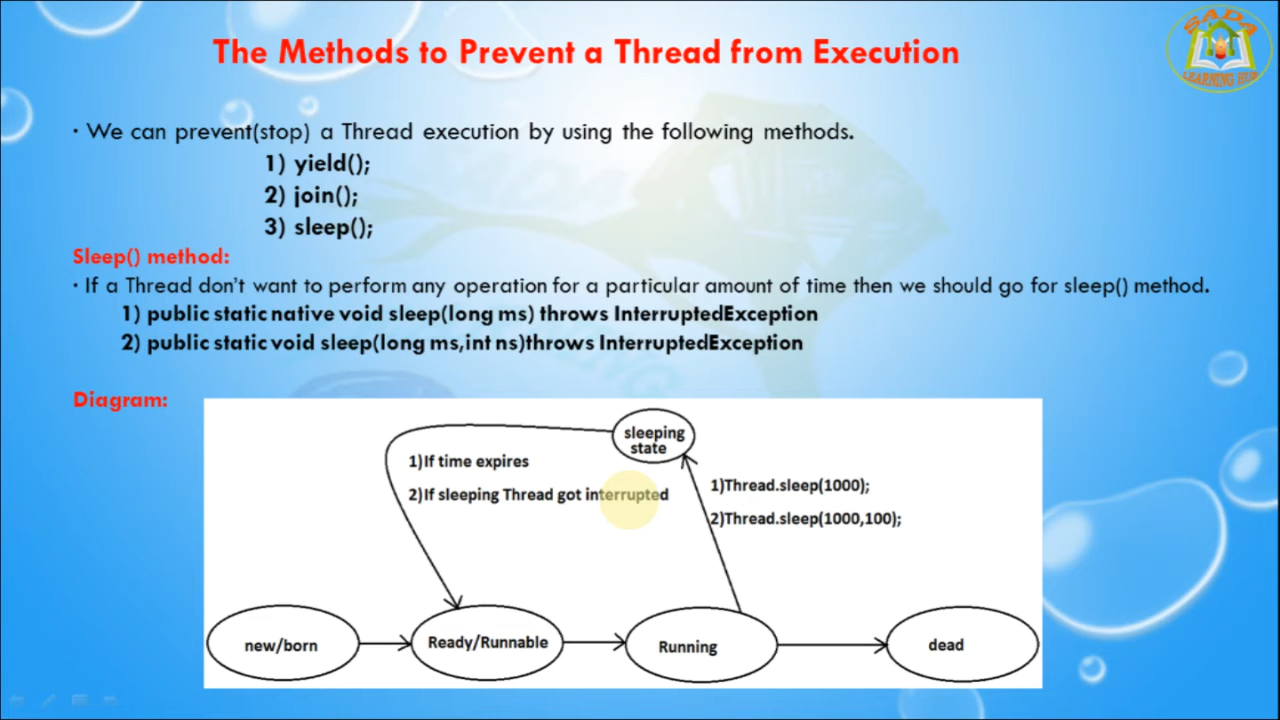 The Methods to Prevent a Thread from Execution
SADA
LEARNING HUB
· We can prevent(stop) a Thread execution by using the following methods.
1) yield();
2) join();
3) sleep();
Sleep() method:
· If a Thread don't want to perform any operation for a particular amount of time then we should go for sleep() method.
1) public static native void sleep(long ms) throws InterruptedException
2) public static void sleep(long ms,int ns)throws InterruptedException
Diagram:
sleeping
state
1)If time expires
2)If sleeping Thread got interrupted
1)Thread.sleep(1000);
2)Thread.sleep(1000,100);
new/born
Ready/Runnable
Running
dead